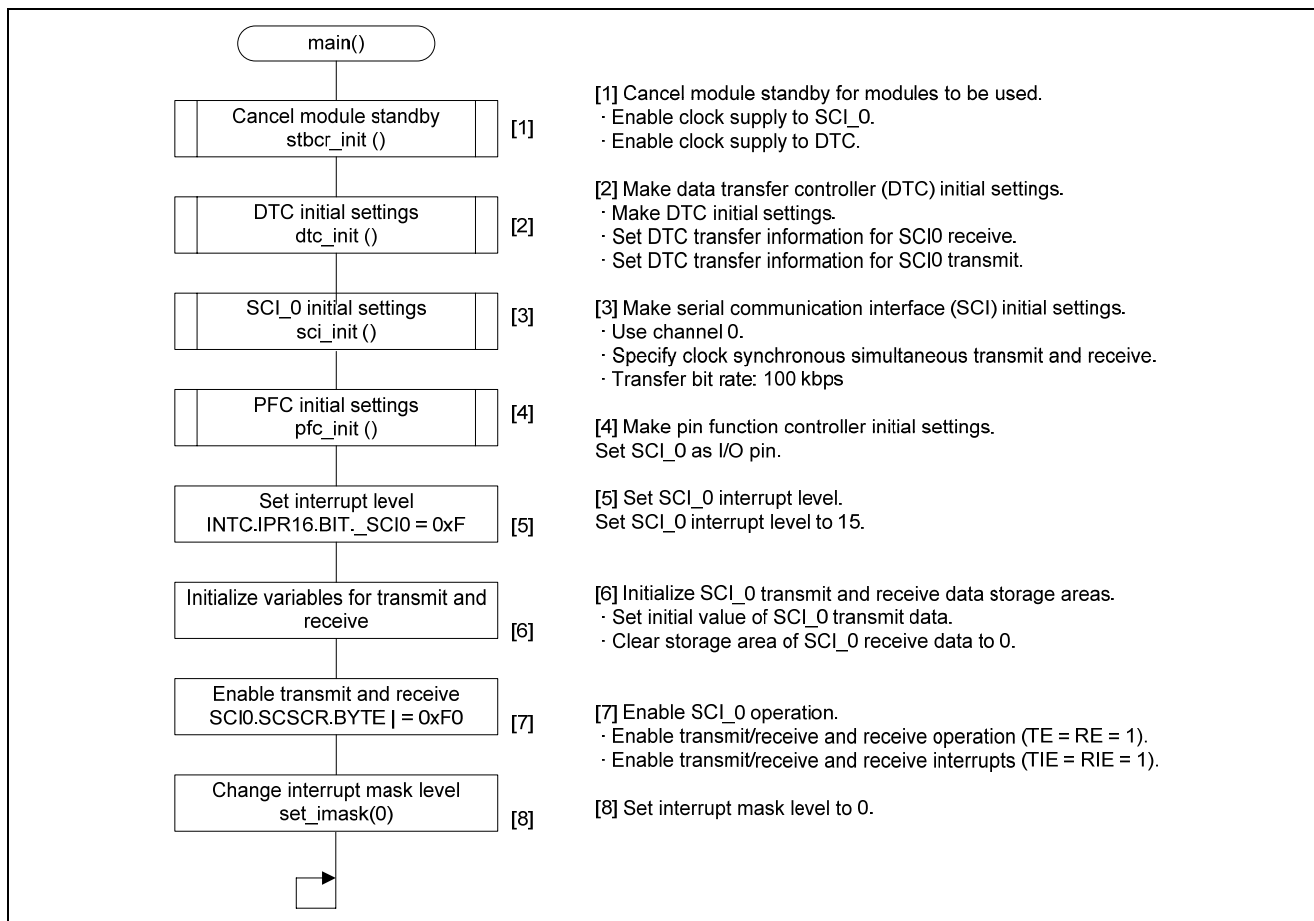 main()
Cancel module standby
stbcr_init ()
[1]
[1] Cancel module standby for modules to be used.
· Enable clock supply to SCI_0.
· Enable clock supply to DTC.
DTC initial settings
dtc_init ()
[2]
[2] Make data transfer controller (DTC) initial settings.
· Make DTC initial settings.
· Set DTC transfer information for SCI0 receive.
· Set DTC transfer information for SCI0 transmit.
SCI_0 initial settings
sci_init ()
[3]
[3] Make serial communication interface (SCI) initial settings.
· Use channel 0.
· Specify clock synchronous simultaneous transmit and receive.
· Transfer bit rate: 100 kbps
PFC initial settings
pfc_init ()
[4]
[4] Make pin function controller initial settings.
Set SCI_0 as I/O pin.
Set interrupt level
INTC.IPR16.BIT._SCI0 = 0xF
[5]
[5] Set SCI_0 interrupt level.
Set SCI_0 interrupt level to 15.
Initialize variables for transmit and
receive
[6]
[6] Initialize SCI_0 transmit and receive data storage areas.
· Set initial value of SCI_0 transmit data.
· Clear storage area of SCI_0 receive data to 0.
Enable transmit and receive
SCI0.SCSCR.BYTE | = 0xF0
[7]
[7] Enable SCI_0 operation.
· Enable transmit/receive and receive operation (TE = RE = 1).
· Enable transmit/receive and receive interrupts (TIE = RIE = 1).
Change interrupt mask level
set_imask(0)
[8]
[8] Set interrupt mask level to 0.